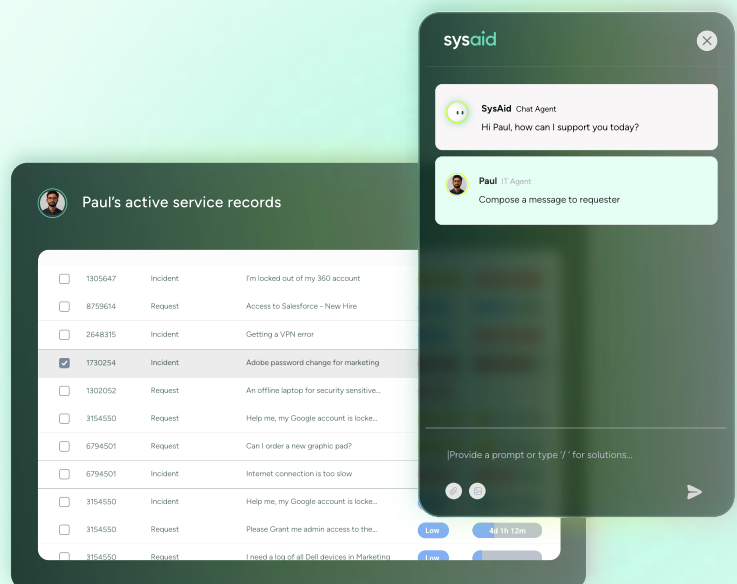 sysaid
SysAid Chat Agent
Hi Paul, how can I support you today?
Paul IT Agent
Compose a message to requester
Provide a prompt or type '/ ' for solutions...
Paul's active service records
1305647 Incident I'm locked out of my 360 account
8759614 Request Access to Salesforce - New Hire
2648315 Incident Getting a VPN error
1730254 Incident Adobe password change for marketing
1302052 Request An offline laptop for security sensitive...
3154550 Request Help me, my Google account is locke...
6794501 Request Can I order a new graphic pad?
6794501 Incident Internet connection is too slow
3154550 Incident Help me, my Google account is locke...
3154550 Request Please Grant me admin access to the... Low 4d 1h 12m
3154550 Request I need a log of all Dell devices in Marketing Low